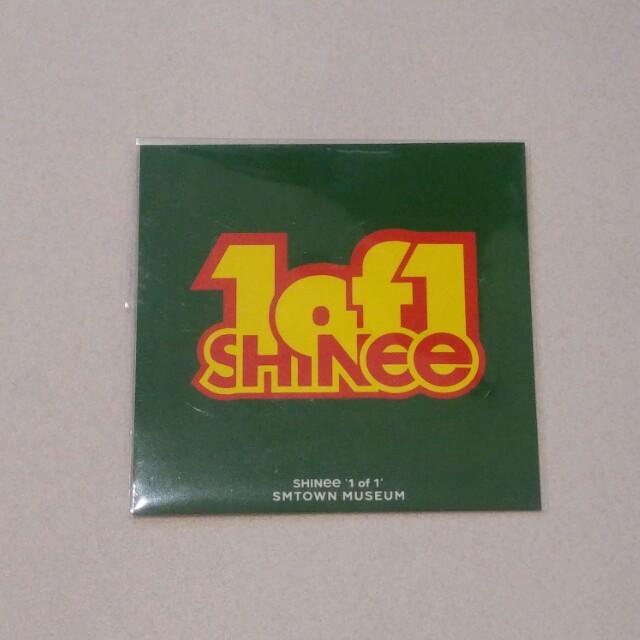 1of1
SHINee
SHINee '1 of 1'
SMTOWN MUSEUM